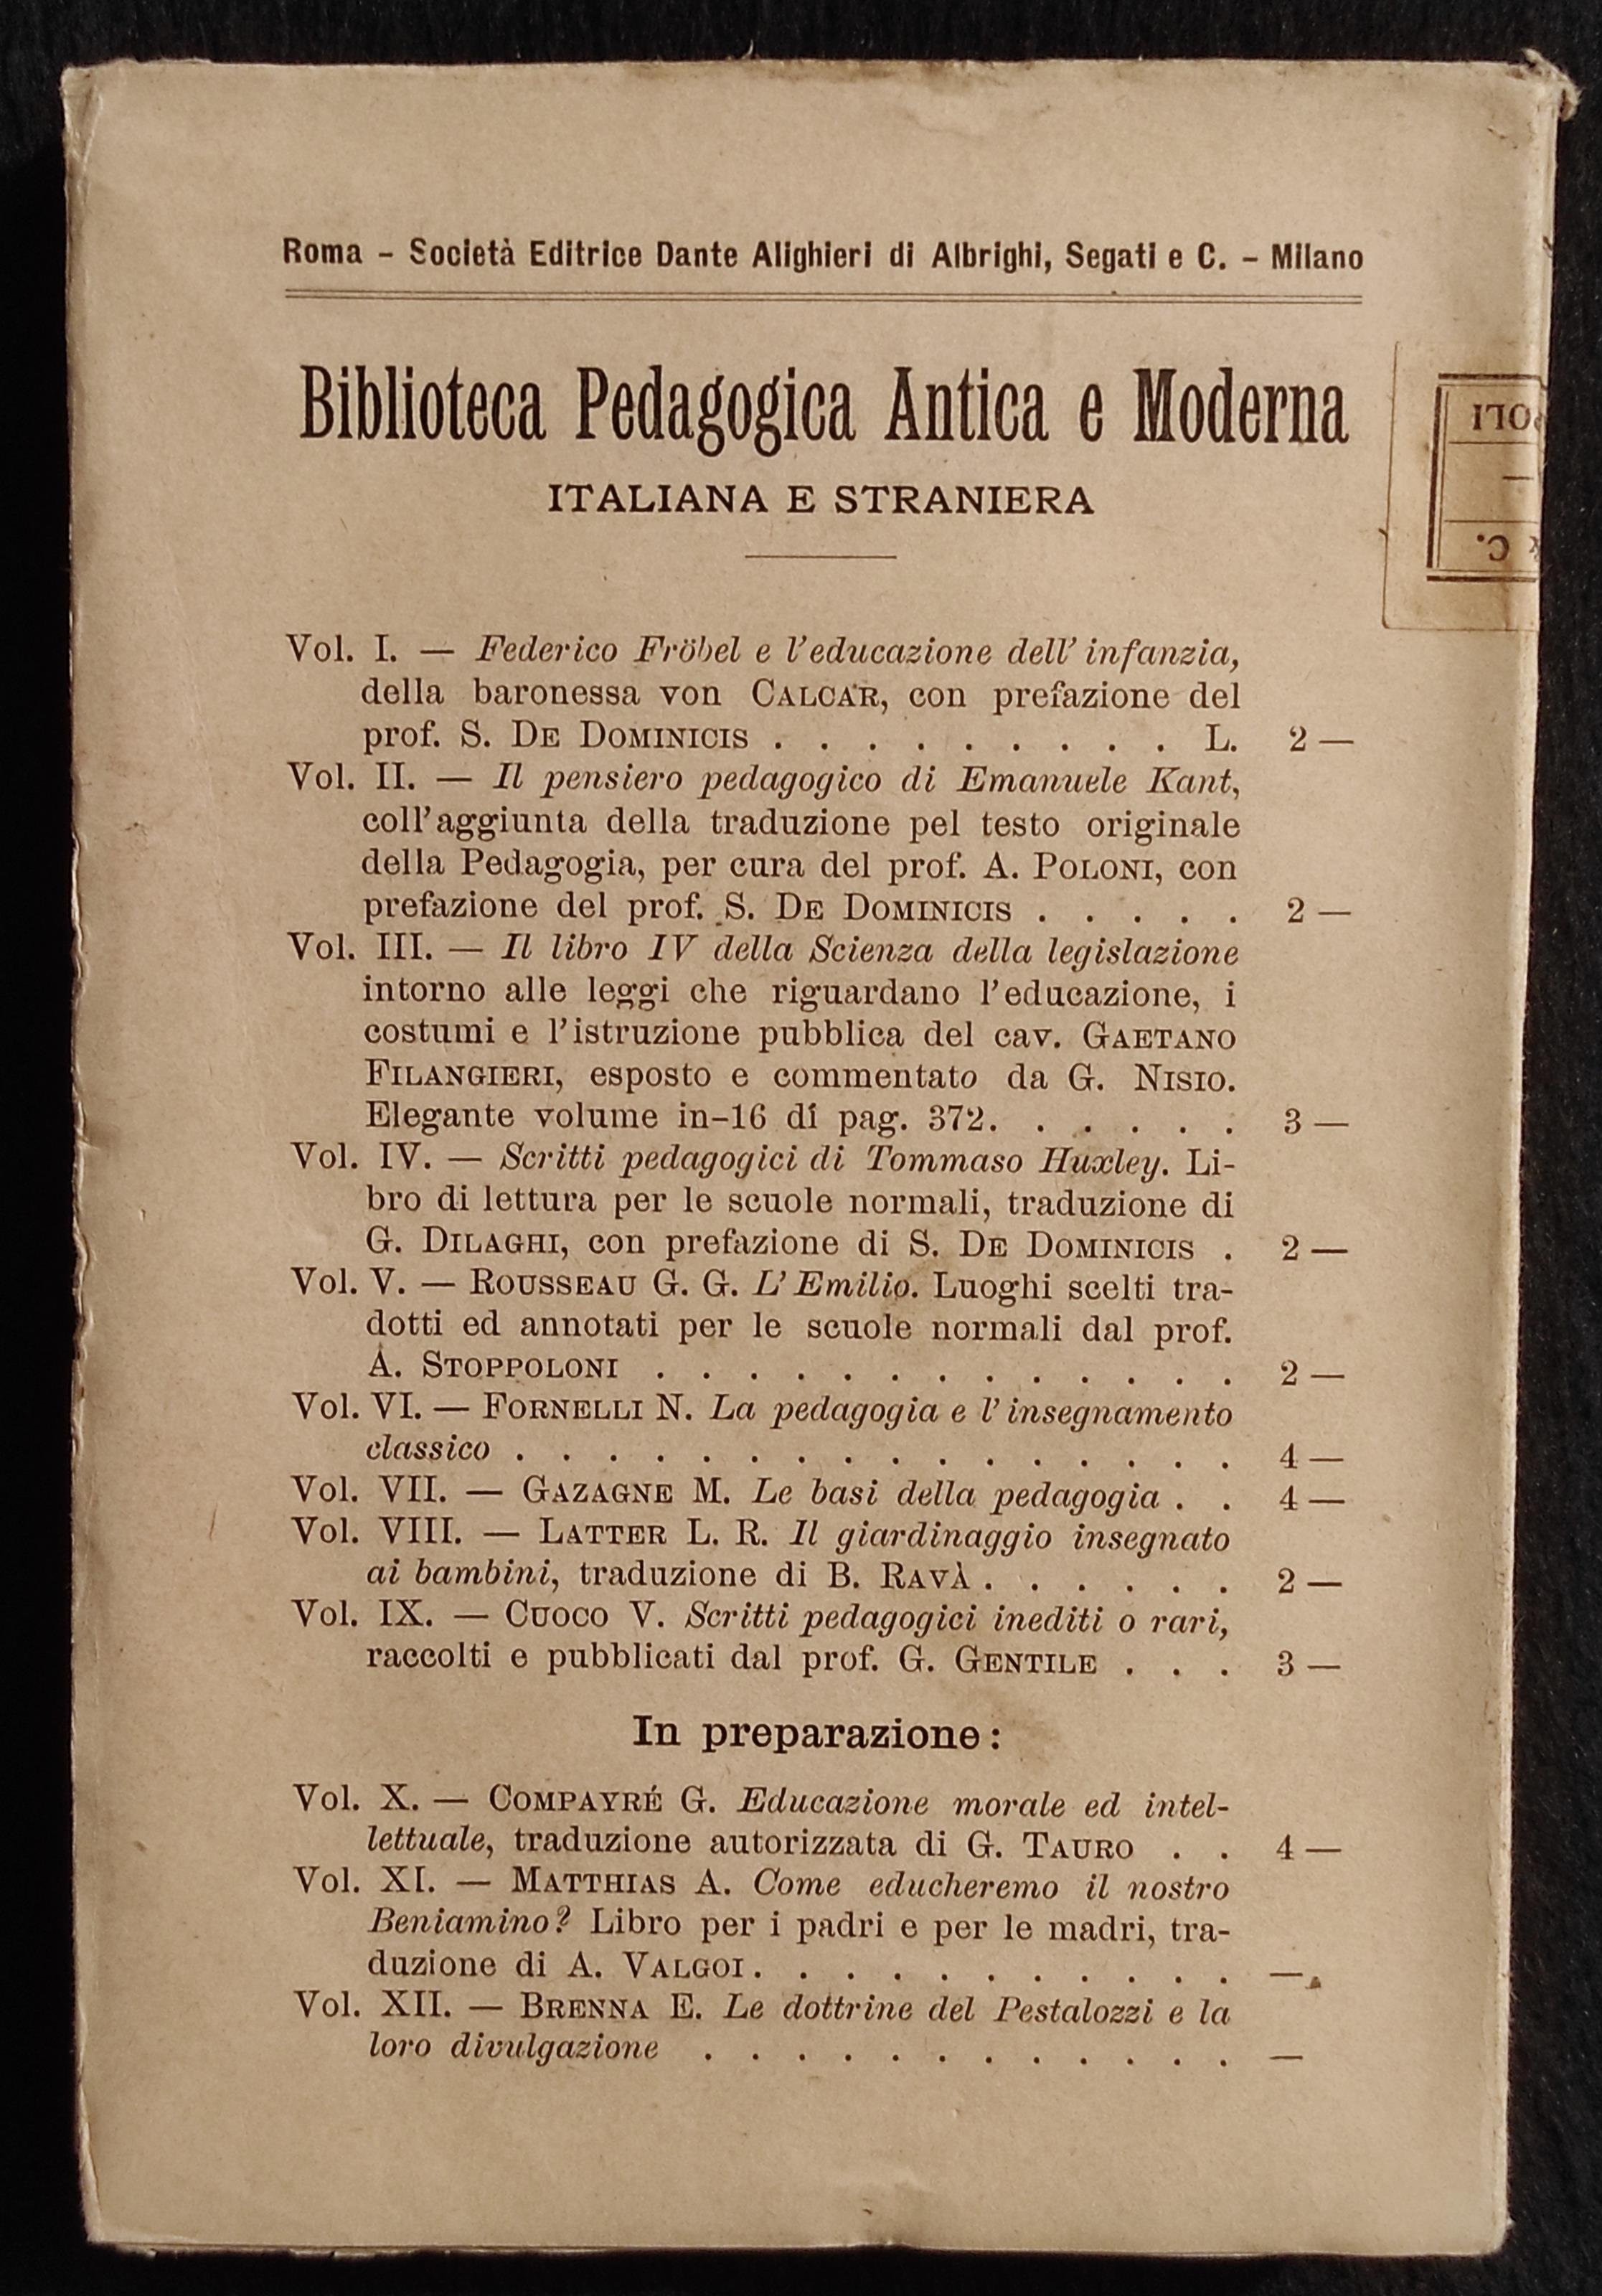 Roma – Società Editrice Dante Alighieri di Albrighi, Segati e C. – Milano
Biblioteca Pedagogica Antica e Moderna
ITALIANA E STRANIERA
Vol. I. — Federico Fröbel e l'educazione dell' infanzia,
della baronessa von CALCAR, con prefazione del
prof. S. DE DOMINICIS . . . . . . . . . L. 2 —
Vol. II. — Il pensiero pedagogico di Emanuele Kant,
coll'aggiunta della traduzione pel testo originale
della Pedagogia, per cura del prof. A. POLONI, con
prefazione del prof. S. DE DOMINICIS . . . . . 2 —
Vol. III. — Il libro IV della Scienza della legislazione
intorno alle leggi che riguardano l'educazione, i
costumi e l'istruzione pubblica del cav. GAETANO
FILANGIERI, esposto e commentato da G. NISIO.
Elegante volume in-16 di pag. 372. . . . . . 3 —
Vol. IV. — Scritti pedagogici di Tommaso Huxley. Li-
bro di lettura per le scuole normali, traduzione di
G. DILAGHI, con prefazione di S. DE DOMINICIS . 2 —
Vol. V. — ROUSSEAU G. G. L' Emilio. Luoghi scelti tra-
dotti ed annotati per le scuole normali dal prof.
A. STOPPOLONI . . . . . . . . . . . . . 2 —
Vol. VI. — FORNELLI N. La pedagogia e l' insegnamento
classico . . . . . . . . . . . . . . . . 4 —
Vol. VII. — GAZAGNE M. Le basi della pedagogia . . 4 —
Vol. VIII. — LATTER L. R. Il giardinaggio insegnato
ai bambini, traduzione di B. RAVÀ . . . . . . 2 —
Vol. IX. — CUOCO V. Scritti pedagogici inediti o rari,
raccolti e pubblicati dal prof. G. GENTILE . . . 3 —
In preparazione:
Vol. X. — COMPAYRÉ G. Educazione morale ed intel-
lettuale, traduzione autorizzata di G. TAURO . . 4 —
Vol. XI. — MATTHIAS A. Come educheremo il nostro
Beniamino? Libro per i padri e per le madri, tra-
duzione di A. VALGOI. . . . . . . . . . . —
Vol. XII. — BRENNA E. Le dottrine del Pestalozzi e la
loro divulgazione . . . . . . . . . . . . —
& C.
POLI